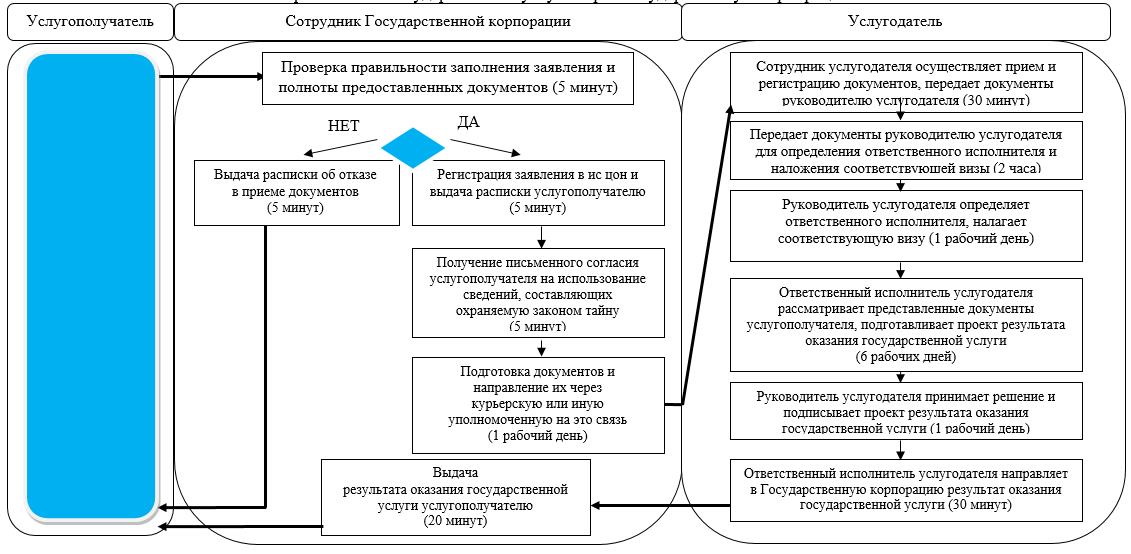 Услугополучатель
Сотрудник Государственной корпорации
Услугодатель
Проверка правильности заполнения заявления и
полноты предоставленных документов (5 минут)
НЕТ
ДА
Выдача расписки об отказе
в приеме документов
(5 минут)
Регистрация заявления в ис цон и
выдача расписки услугополучателю
(5 минут)
Получение письменного согласия
услугополучателя на использование
сведений, составляющих
охраняемую законом тайну
(5 минут)
Подготовка документов и
направление их через
курьерскую или иную
уполномоченную на это связь
(1 рабочий день)
Выдача
результата оказания государственной
услуги услугополучателю
(20 минут)
Сотрудник услугодателя осуществляет прием и
регистрацию документов, передает документы
руководителю услугодателя (30 минут)
Передает документы руководителю услугодателя
для определения ответственного исполнителя и
наложения соответствующей визы (2 часа)
Руководитель услугодателя определяет
ответственного исполнителя, налагает
соответствующую визу (1 рабочий день)
Ответственный исполнитель услугодателя
рассматривает представленные документы
услугополучателя, подготавливает проект результата
оказания государственной услуги
(6 рабочих дней)
Руководитель услугодателя принимает решение и
подписывает проект результата оказания
государственной услуги (1 рабочий день)
Ответственный исполнитель услугодателя направляет
в Государственную корпорацию результат оказания
государственной услуги (30 минут)